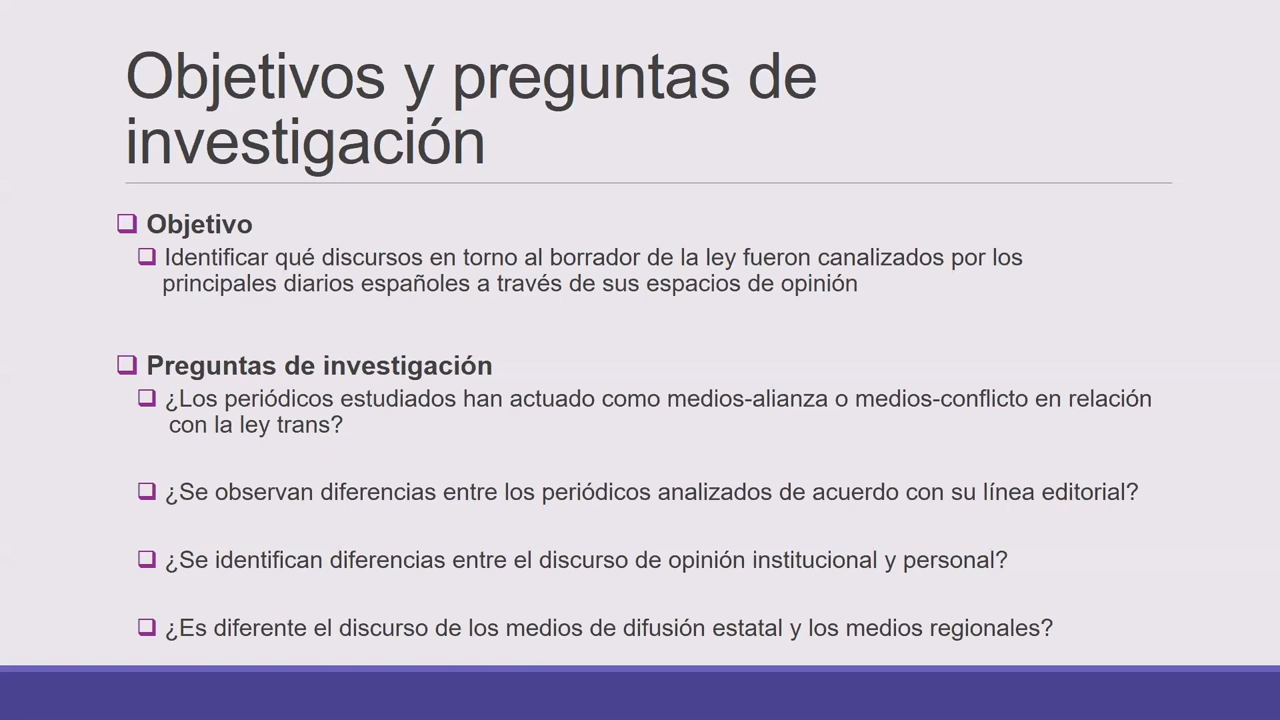 Objetivos y preguntas de
investigación
Objetivo
Identificar qué discursos en torno al borrador de la ley fueron canalizados por los
principales diarios españoles a través de sus espacios de opinión
Preguntas de investigación
¿Los periódicos estudiados han actuado como medios-alianza o medios-conflicto en relación
con la ley trans?
¿Se observan diferencias entre los periódicos analizados de acuerdo con su línea editorial?
¿Se identifican diferencias entre el discurso de opinión institucional y personal?
¿Es diferente el discurso de los medios de difusión estatal y los medios regionales?